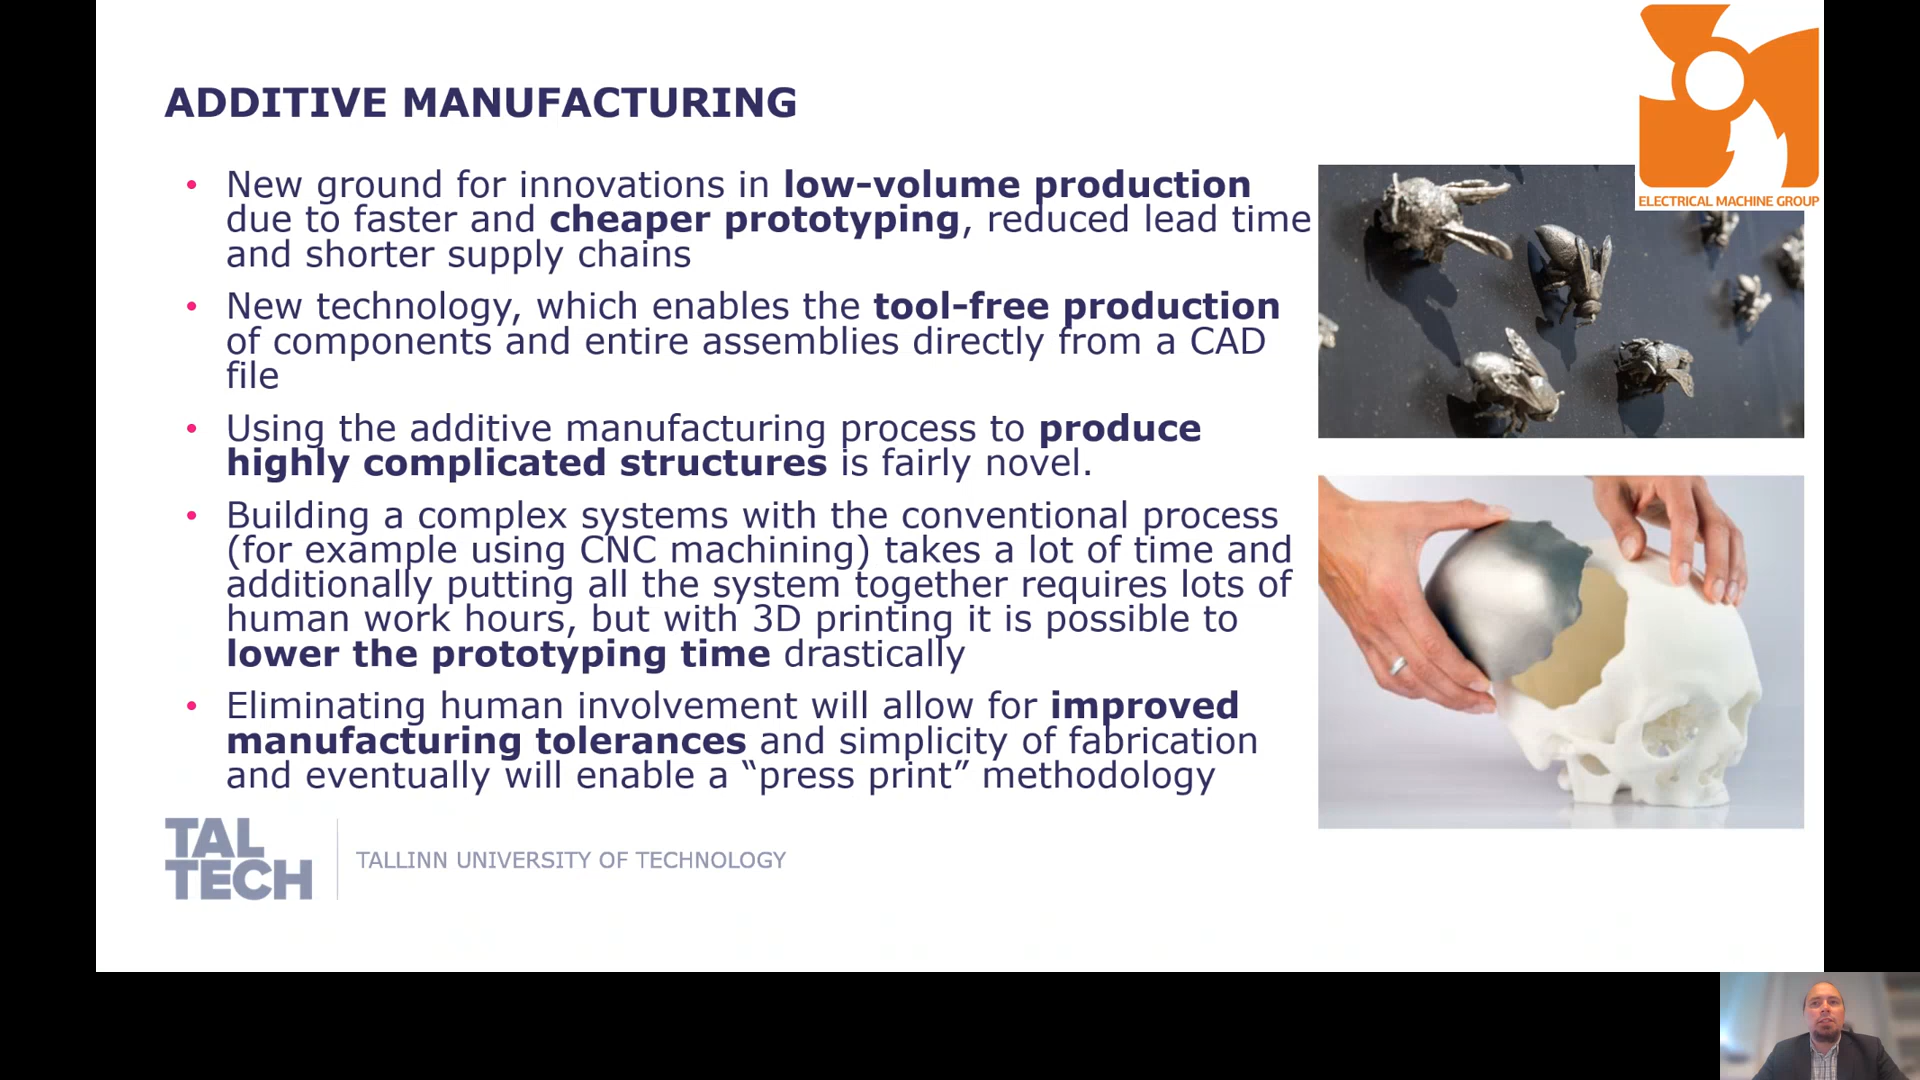 ADDITIVE MANUFACTURING
• New ground for innovations in low-volume production
due to faster and cheaper prototyping, reduced lead time
and shorter supply chains
• New technology, which enables the tool-free production
of components and entire assemblies directly from a CAD
file
• Using the additive manufacturing process to produce
highly complicated structures is fairly novel.
• Building a complex systems with the conventional process
(for example using CNC machining) takes a lot of time and
additionally putting all the system together requires lots of
human work hours, but with 3D printing it is possible to
lower the prototyping time drastically
• Eliminating human involvement will allow for improved
manufacturing tolerances and simplicity of fabrication
and eventually will enable a “press print” methodology
ELECTRICAL MACHINE GROUP
TAL
TECH
TALLINN UNIVERSITY OF TECHNOLOGY